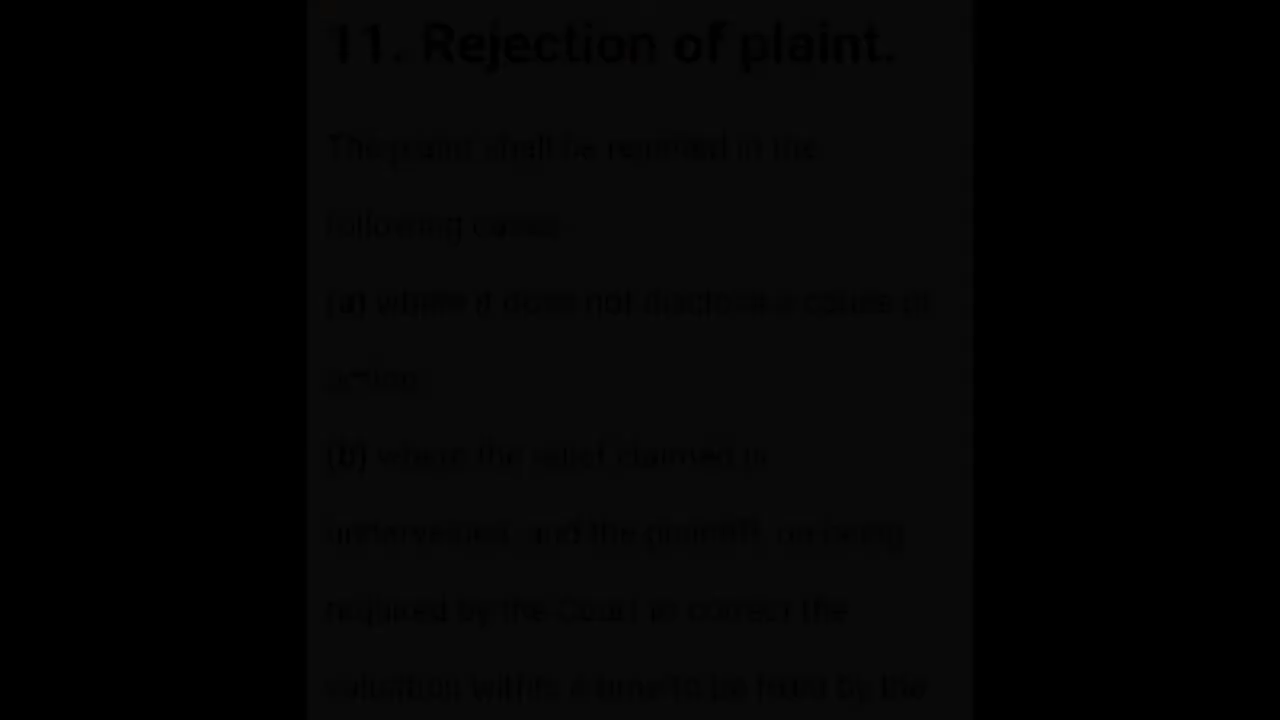 11. Rejection of plaint.
The plaint shall be rejected in the
following cases
(a) where it does not disclose a cause of
action
(b) where the relief claimed is
undervalued, and the plaintiff, on being
required by the Court to correct the
valuation within a time to be fixed by the